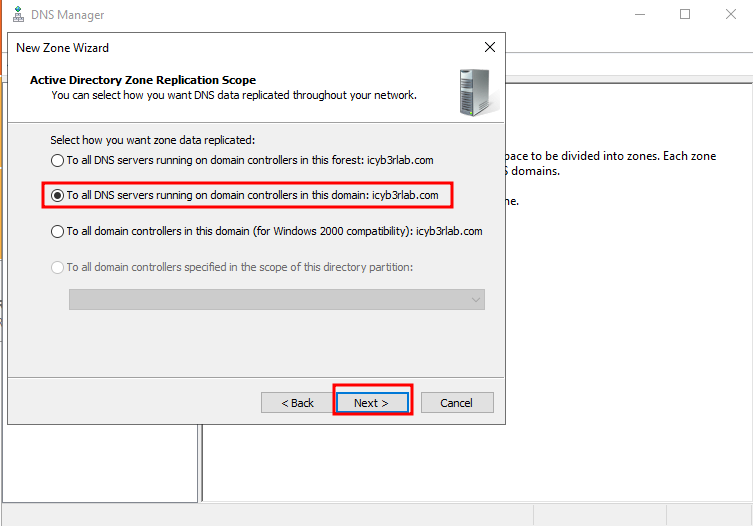 DNS Manager
New Zone Wizard
Active Directory Zone Replication Scope
You can select how you want DNS data replicated throughout your network.
Select how you want zone data replicated:
To all DNS servers running on domain controllers in this forest: icyb3rlab.com
To all DNS servers running on domain controllers in this domain: icyb3rlab.com
To all domain controllers in this domain (for Windows 2000 compatibility): icyb3rlab.com
To all domain controllers specified in the scope of this directory partition:
< Back
Next >
Cancel
to be divided into zones. Each zone
domains.